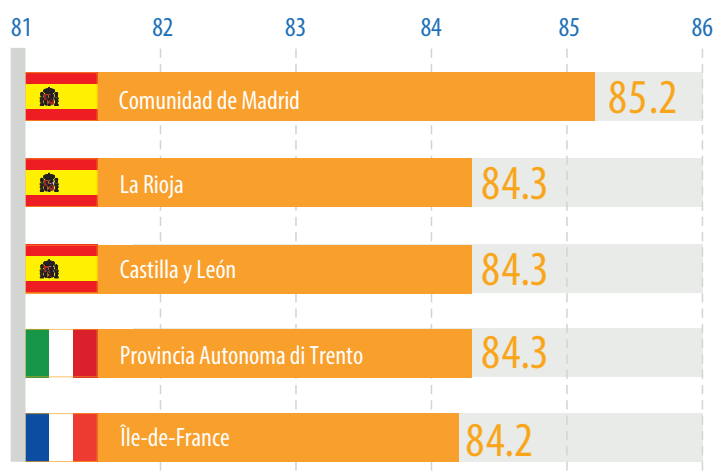 81 82 83 84 85 86
Comunidad de Madrid 85.2
La Rioja 84.3
Castilla y León 84.3
Provincia Autonoma di Trento 84.3
Île-de-France 84.2